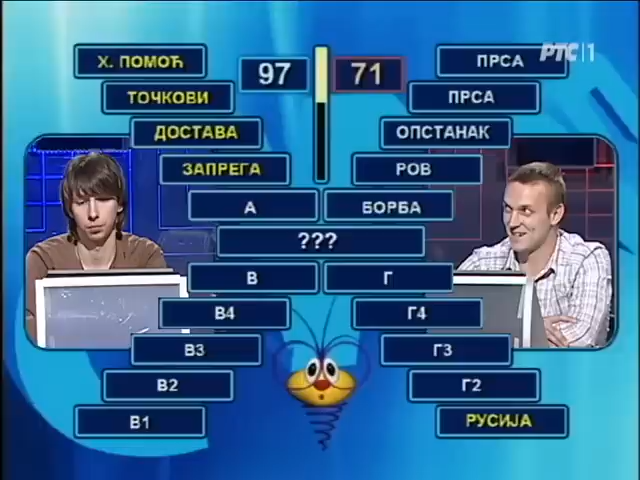 Х. ПОМОЋ
ТОЧКОВИ
ДОСТАВА
ЗАПРЕГА
А
97
71
ПРСА
ПРСА
ОПСТАНАК
РОВ
БОРБА
РТС 1
???
В
Г
В4
Г4
В3
Г3
В2
Г2
В1
РУСИЈА